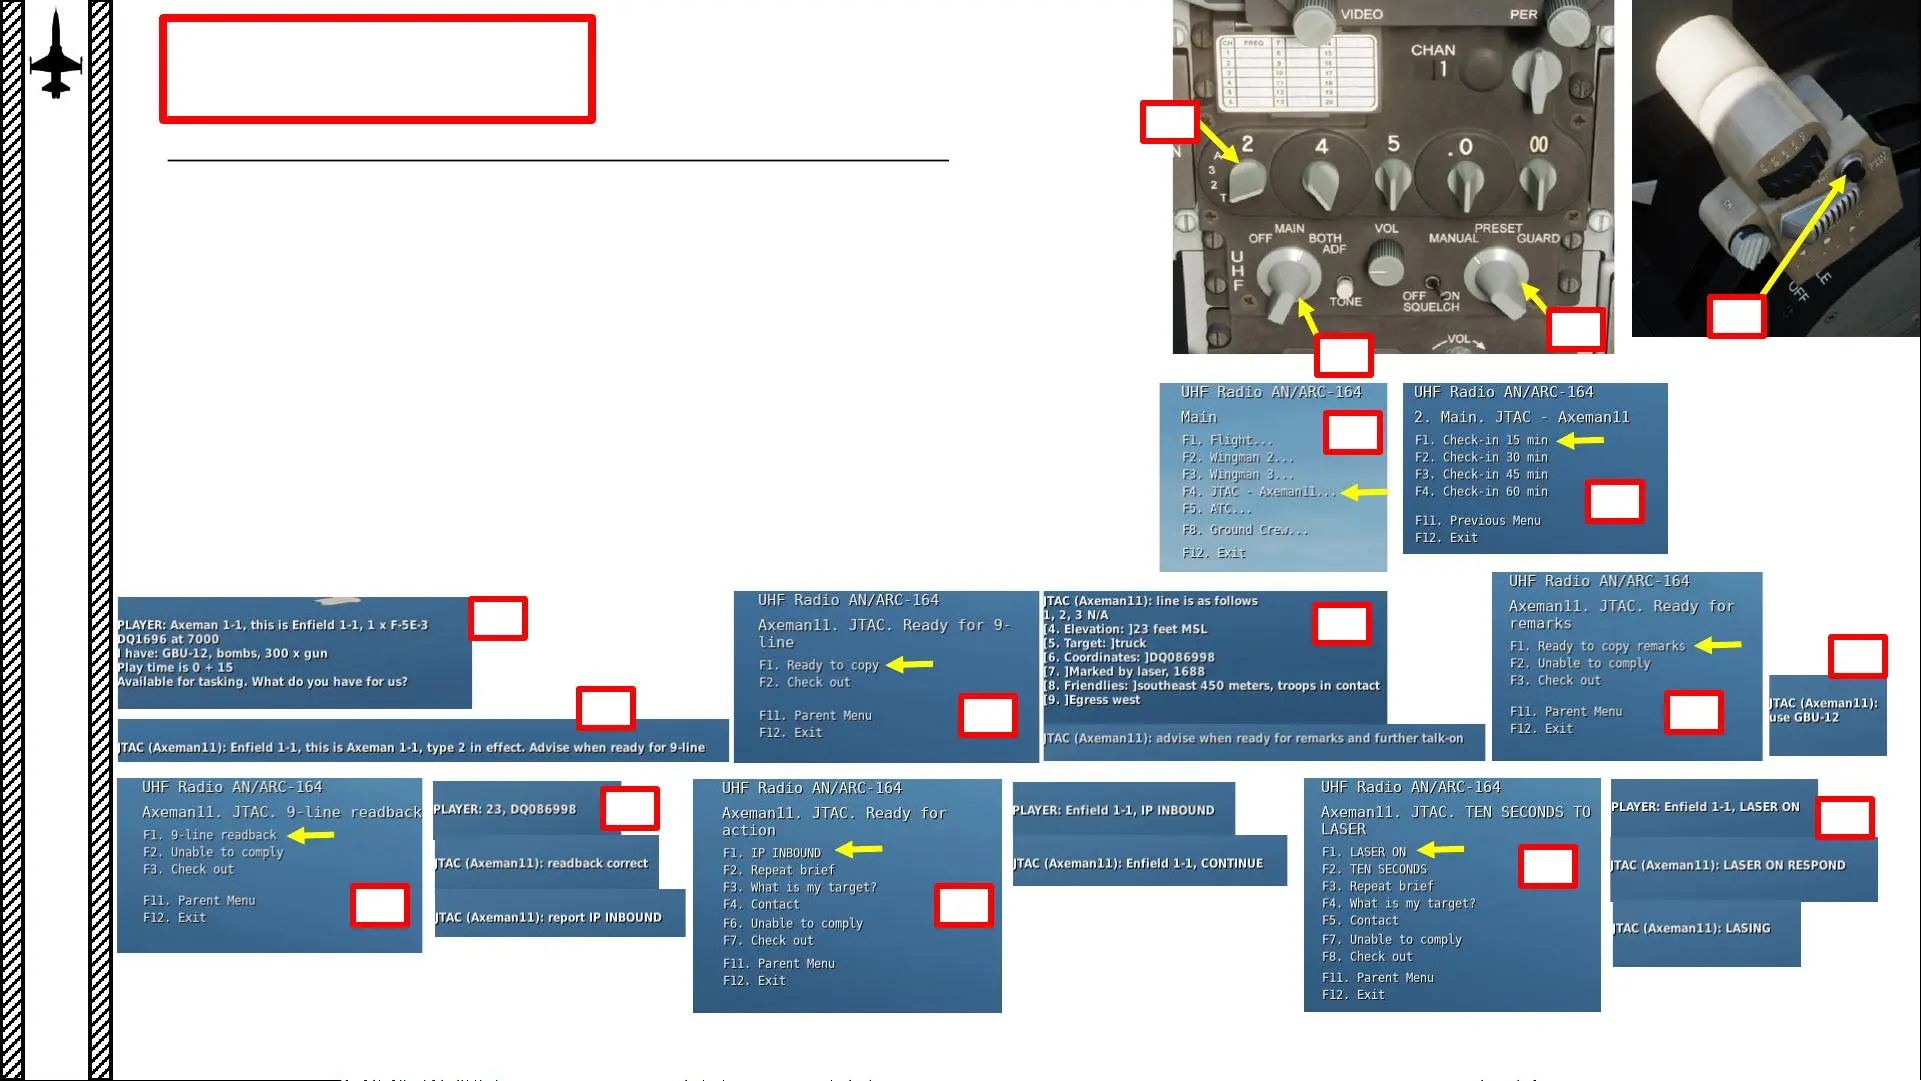 VIDEO
PER
CHAN
1
CH FREQ
2 4 5 .0 00
A
3
2
T
N
MAIN
OFF
BOTH
ADF
VOL
PRESET
MANUAL
GUARD
UHF
TONE
OFF ON
SQUELCH
VOL
OFF
UHF Radio AN/ARC-164
Main
F1. Flight...
F2. Wingman 2...
F3. Wingman 3...
F4. JTAC - Axeman11...
F5. ATC...
F8. Ground Crew...
F12. Exit
UHF Radio AN/ARC-164
2. Main. JTAC - Axeman11
F1. Check-in 15 min
F2. Check-in 30 min
F3. Check-in 45 min
F4. Check-in 60 min
F11. Previous Menu
F12. Exit
PLAYER: Axeman 1-1, this is Enfield 1-1, 1 x F-5E-3
DQ1696 at 7000
I have: GBU-12, bombs, 300 x gun
Play time is 0 + 15
Available for tasking. What do you have for us?
JTAC (Axeman11): Enfield 1-1, this is Axeman 1-1, type 2 in effect. Advise when ready for 9-line
UHF Radio AN/ARC-164
Axeman11. JTAC. Ready for 9-
line
F1. Ready to copy
F2. Check out
F11. Parent Menu
F12. Exit
JTAC (Axeman11): line is as follows
1, 2, 3 N/A
[4. Elevation: ]23 feet MSL
[5. Target: ]truck
[6. Coordinates: ]DQ086998
[7. ]Marked by laser, 1688
[8. Friendlies: ]southeast 450 meters, troops in contact
[9. ]Egress west
JTAC (Axeman11): advise when ready for remarks and further talk-on
UHF Radio AN/ARC-164
Axeman11. JTAC. Ready for
remarks
F1. Ready to copy remarks
F2. Unable to comply
F3. Check out
F11. Parent Menu
F12. Exit
JTAC (Axeman11):
use GBU-12
UHF Radio AN/ARC-164
Axeman11. JTAC. 9-line readback
F1. 9-line readback
F2. Unable to comply
F3. Check out
F11. Parent Menu
F12. Exit
PLAYER: 23, DQ086998
JTAC (Axeman11): readback correct
JTAC (Axeman11): report IP INBOUND
UHF Radio AN/ARC-164
Axeman11. JTAC. Ready for
action
F1. IP INBOUND
F2. Repeat brief
F3. What is my target?
F4. Contact
F6. Unable to comply
F7. Check out
F11. Parent Menu
F12. Exit
PLAYER: Enfield 1-1, IP INBOUND
JTAC (Axeman11): Enfield 1-1, CONTINUE
UHF Radio AN/ARC-164
Axeman11. JTAC. TEN SECONDS TO
LASER
F1. LASER ON
F2. TEN SECONDS
F3. Repeat brief
F4. What is my target?
F5. Contact
F7. Unable to comply
F8. Check out
F11. Parent Menu
F12. Exit
PLAYER: Enfield 1-1, LASER ON
JTAC (Axeman11): LASER ON RESPOND
JTAC (Axeman11): LASING